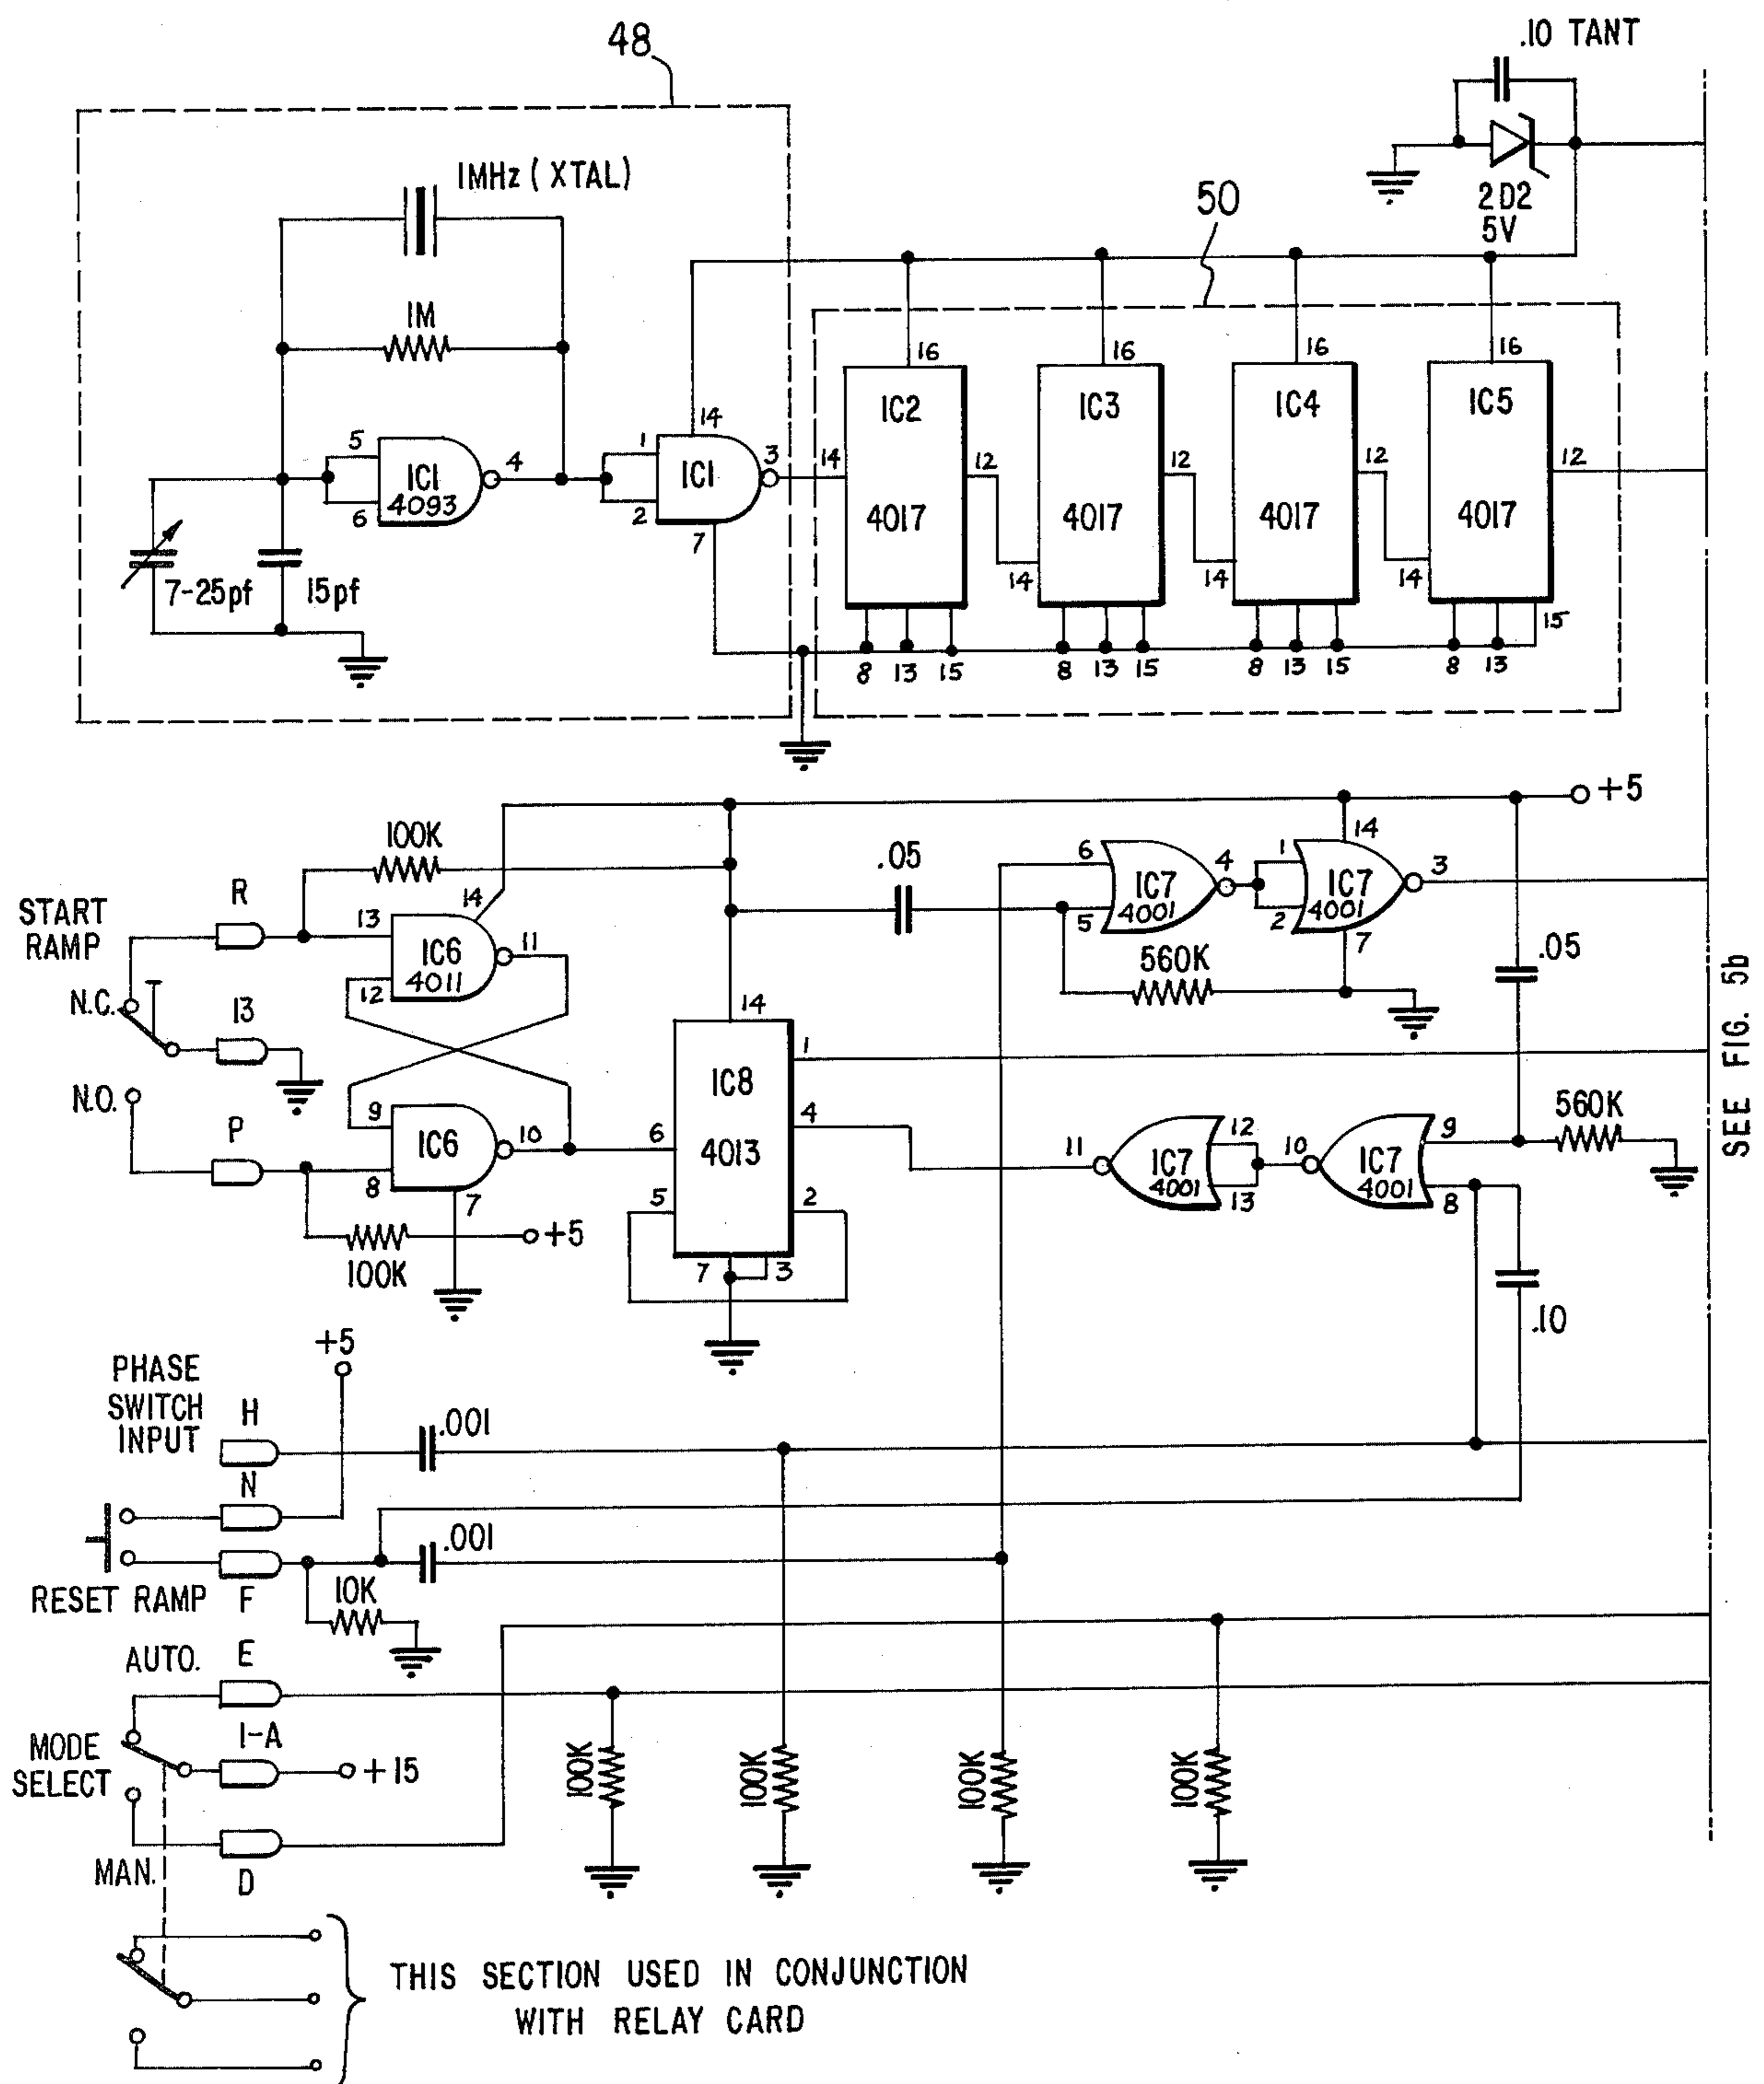 48
.10 TANT
1MHz ( XTAL)
50
2D2
5V
1M
16
16
16
16
IC2
IC3
IC4
IC5
14
5
4
1
3
14
12
12
12
12
IC1
4093
IC1
4017
4017
4017
4017
6
2
7
14
14
14
7-25pf
15pf
15
8 13 15
8 13 15
8 13 15
8 13
+5
100K
.05
6
4
1
14
3
START
RAMP
R
13
14
11
IC7
4001
IC7
4001
5
2
7
.05
IC6
4011
12
560K
N.C.
13
14
1
SEE FIG. 5b
IC8
N.O.
9
4
560K
P
IC6
10
6
4013
11
12
10
9
IC7
4001
IC7
4001
8
7
5
2
13
8
+5
100K
7
3
.10
+5
PHASE
SWITCH
INPUT
H
.001
N
.001
RESET RAMP
F
10K
AUTO.
E
1-A
MODE
SELECT
+15
100K
100K
100K
100K
MAN.
D
THIS SECTION USED IN CONJUNCTION
WITH RELAY CARD